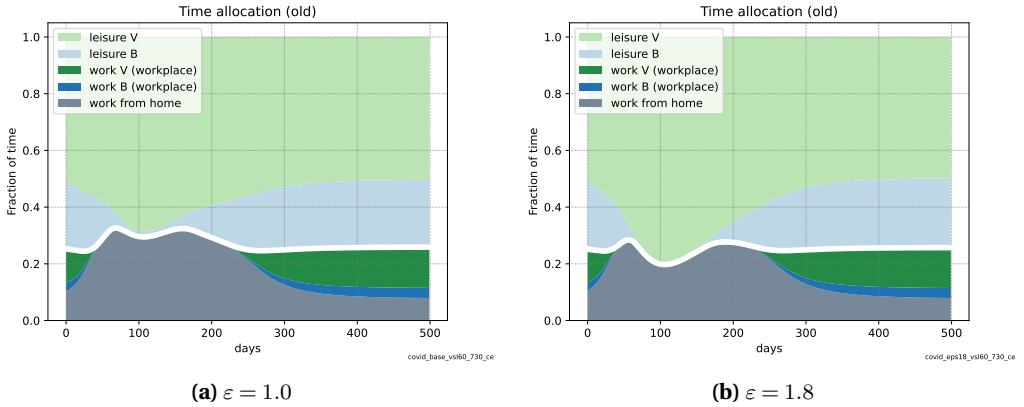 Time allocation (old)
leisure V
leisure B
work V (workplace)
work B (workplace)
work from home
1.0
0.8
0.6
0.4
0.2
0.0
Fraction of time
0
100
200
300
400
500
days
covid_base_vsl60_730_ce
(a) ε = 1.0
Time allocation (old)
leisure V
leisure B
work V (workplace)
work B (workplace)
work from home
1.0
0.8
0.6
0.4
0.2
0.0
Fraction of time
0
100
200
300
400
500
days
covid_eps18_vsl60_730_ce
(b) ε = 1.8